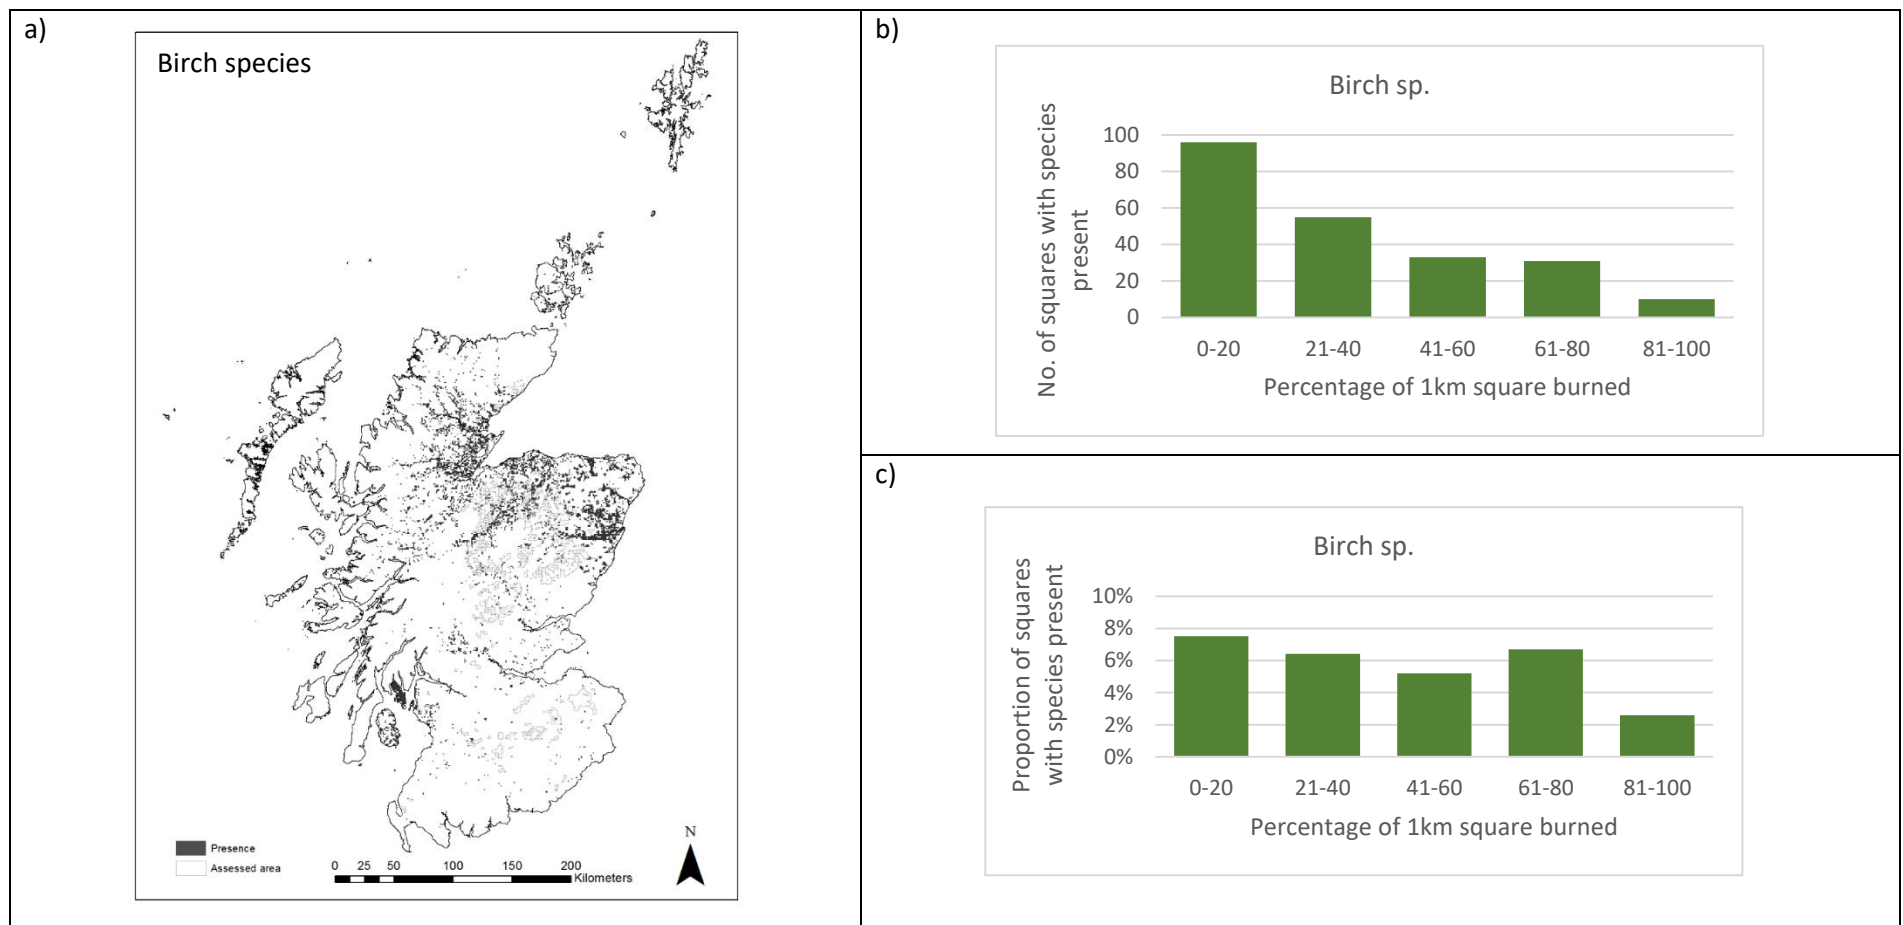 a)
Birch species
Presence
Assessed area
0 25 50 100 150 200
Kilometers
N
b)
Birch sp.
No. of squares with species
present
100
80
60
40
20
0
0-20 21-40 41-60 61-80 81-100
Percentage of 1km square burned
c)
Birch sp.
Proportion of squares
with species present
10%
8%
6%
4%
2%
0%
0-20 21-40 41-60 61-80 81-100
Percentage of 1km square burned